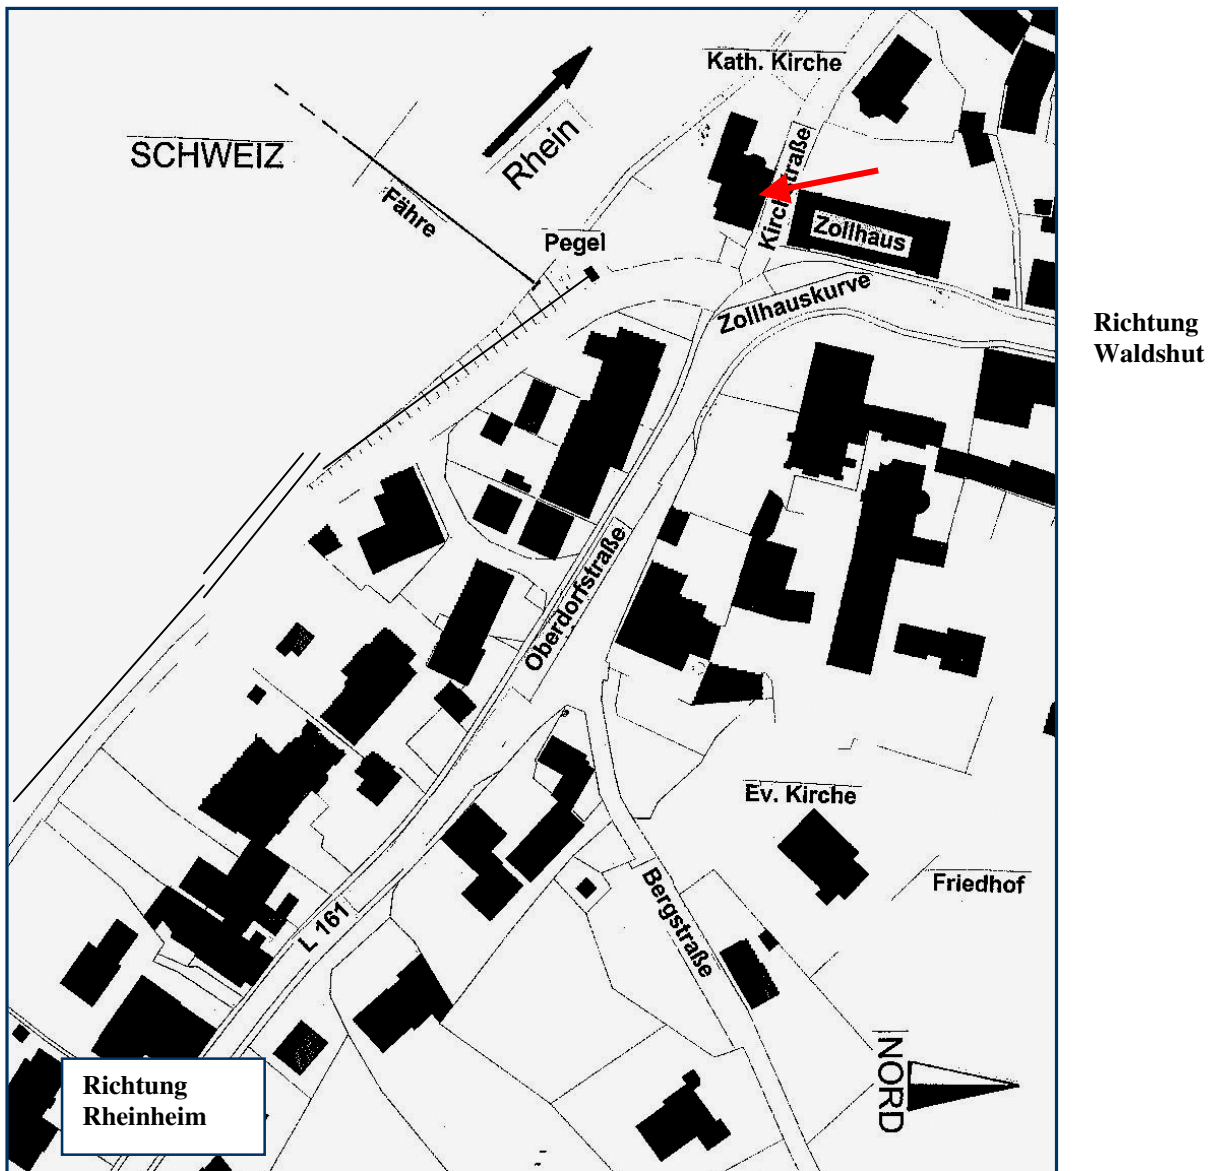 Kath. Kirche
SCHWEIZ
Rhein
Fähre
Pegel
Kirchstraße
Zollhaus
Zollhauskurve
Richtung
Waldshut
Oberdorfstraße
Ev. Kirche
Friedhof
Bergstraße
L 161
NORD
Richtung
Rheinheim